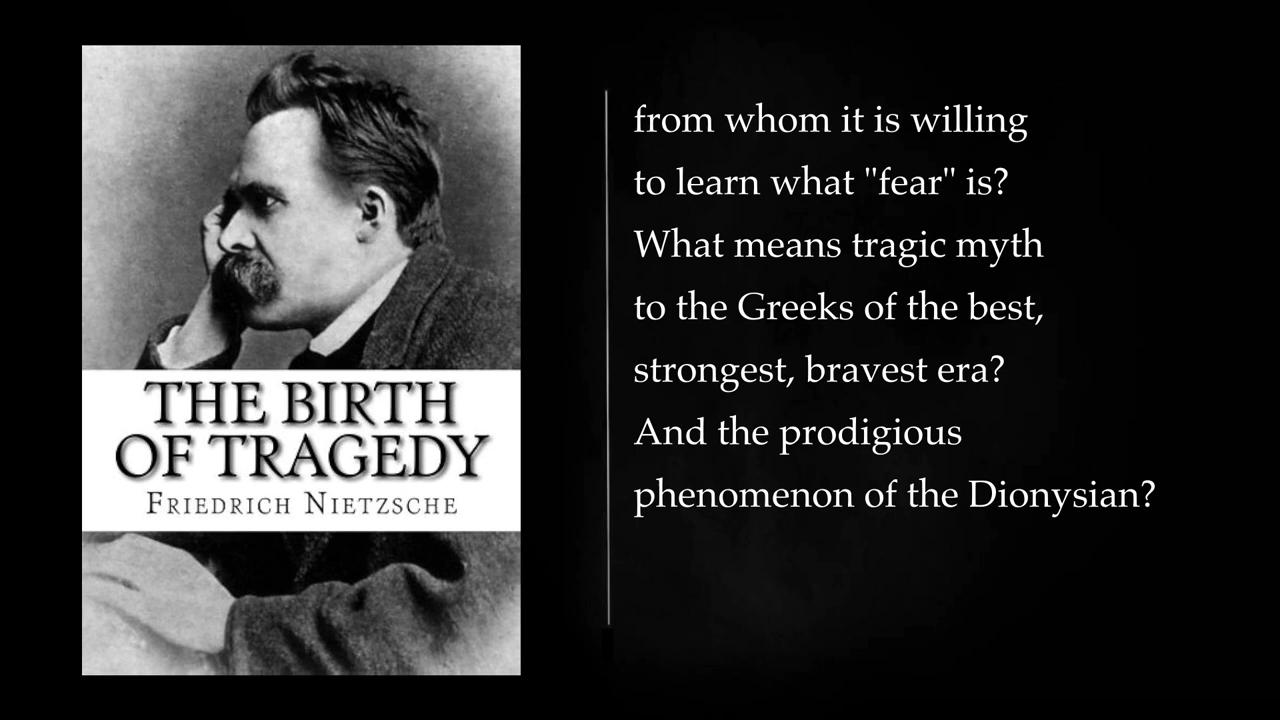 THE BIRTH
OF TRAGEDY
FRIEDRICH NIETZSCHE
from whom it is willing
to learn what "fear" is?
What means tragic myth
to the Greeks of the best,
strongest, bravest era?
And the prodigious
phenomenon of the Dionysian?